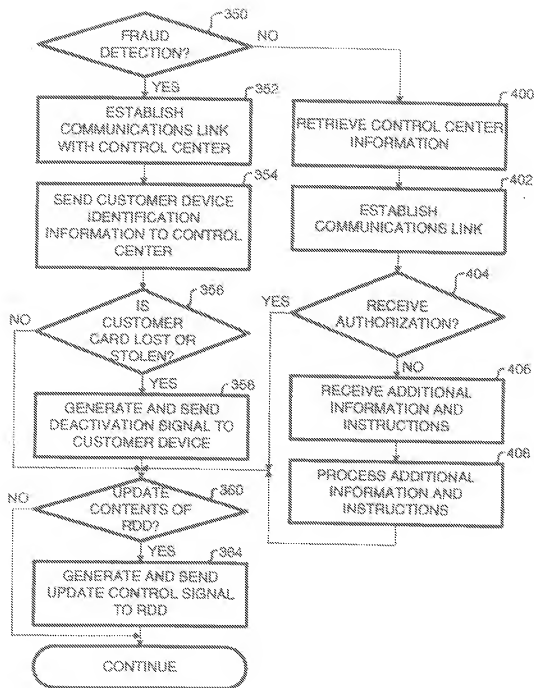 350
FRAUD
DETECTION?
NO
YES
352
ESTABLISH
COMMUNICATIONS LINK
WITH CONTROL CENTER
354
SEND CUSTOMER DEVICE
IDENTIFICATION
INFORMATION TO CONTROL
CENTER
356
IS
CUSTOMER
CARD LOST OR
STOLEN?
NO
YES
358
GENERATE AND SEND
DEACTIVATION SIGNAL TO
CUSTOMER DEVICE
360
UPDATE
CONTENTS OF
RDD?
NO
YES
364
GENERATE AND SEND
UPDATE CONTROL SIGNAL
TO RDD
CONTINUE
400
RETRIEVE CONTROL CENTER
INFORMATION
402
ESTABLISH
COMMUNICATIONS LINK
404
RECEIVE
AUTHORIZATION?
YES
NO
406
RECEIVE ADDITIONAL
INFORMATION AND
INSTRUCTIONS
408
PROCESS ADDITIONAL
INFORMATION AND
INSTRUCTIONS